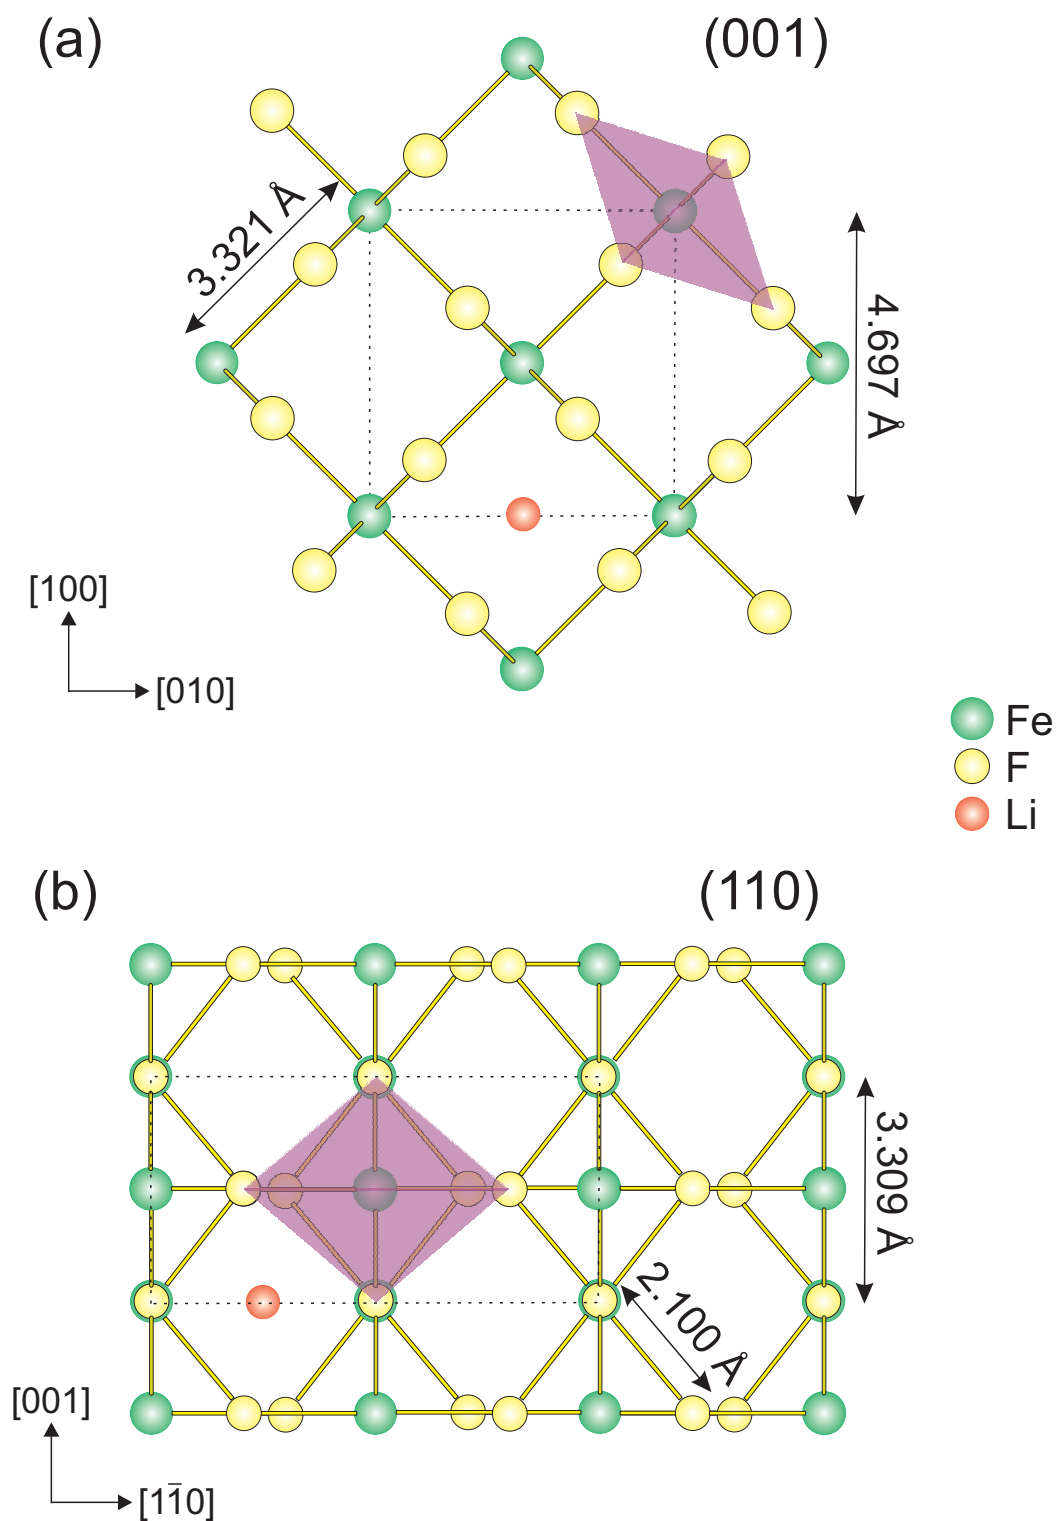 (a)
(001)
3.321 Å
4.697 Å
[100]
[010]
Fe
F
Li
(b)
(110)
3.309 Å
2.100 Å
[001]
[11̄0]